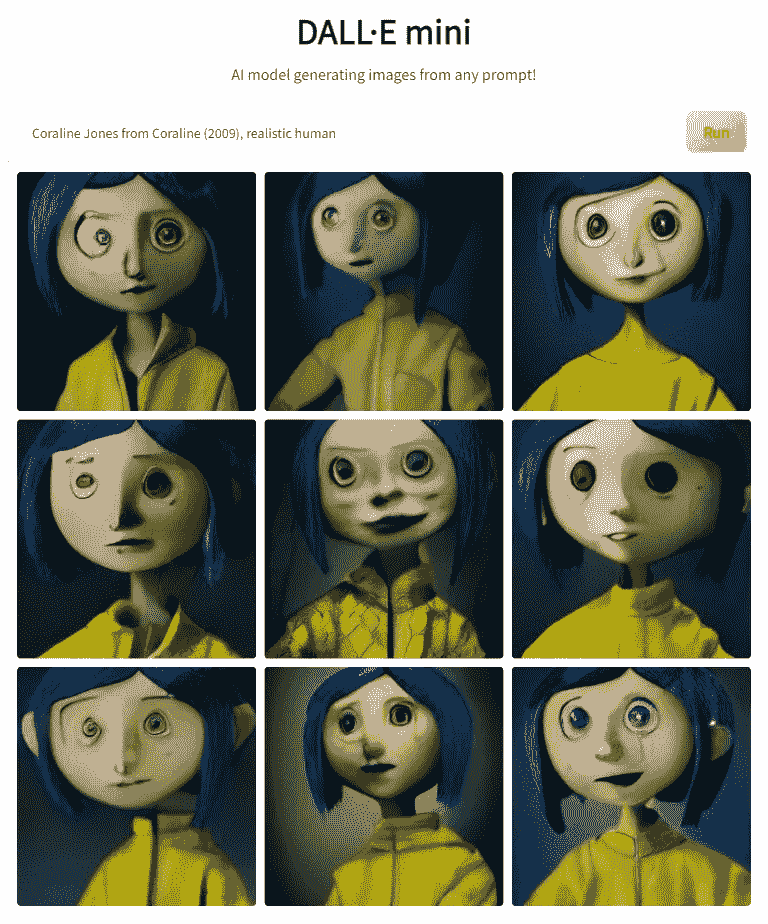 DALL·E mini
AI model generating images from any prompt!
Coraline Jones from Coraline (2009), realistic human
Run